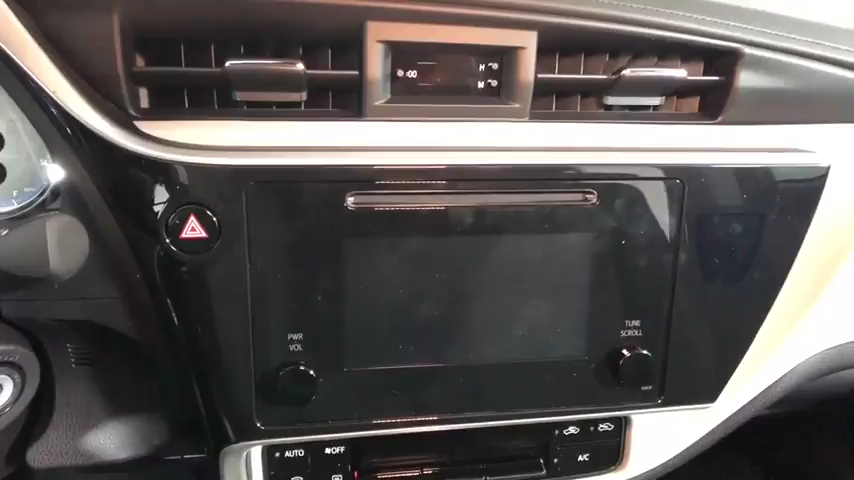 H
:00
M
PWR
VOL
TUNE
SCROLL
AUTO
OFF
A/C